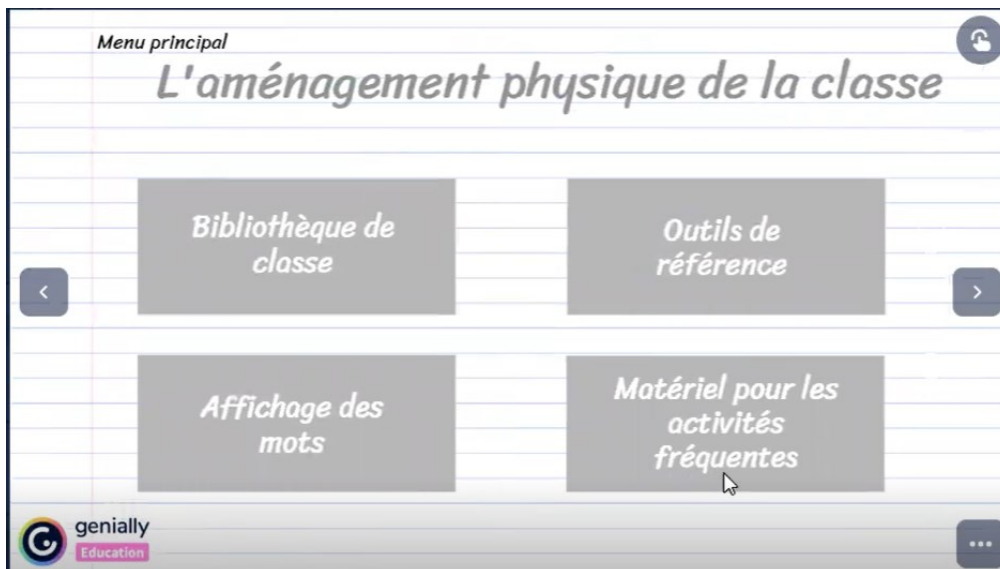 Menu principal
L'aménagement physique de la classe
Bibliothèque de
classe
Outils de
référence
Affichage des
mots
Matériel pour les
activités
fréquentes
genially
Education